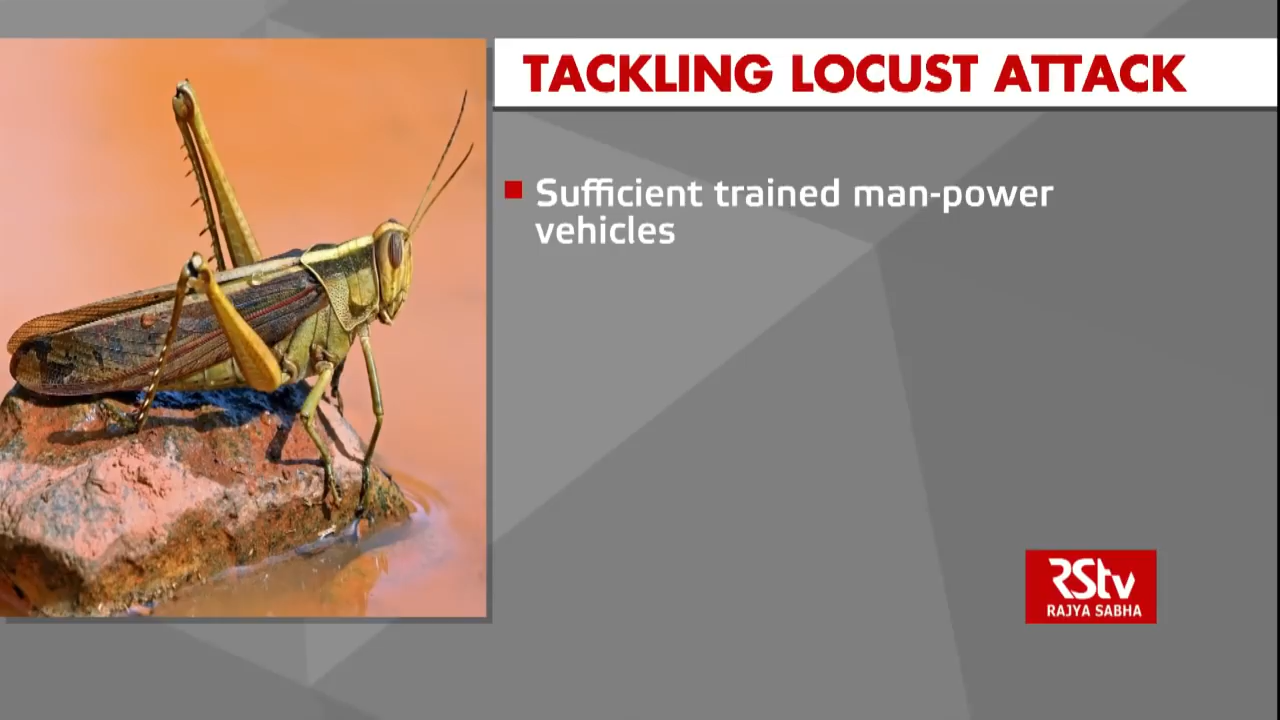 TACKLING LOCUST ATTACK
Sufficient trained man-power
vehicles
RStv
RAJYA SABHA